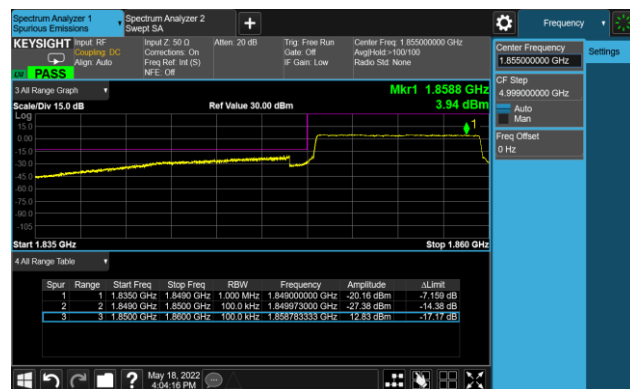 Spectrum Analyzer 1
Spurious Emissions
Spectrum Analyzer 2
Swept SA
Frequency
KEYSIGHT
Input: RF
Coupling: DC
Align: Auto
Input Z: 50 Ω
Corrections: On
Freq Ref: Int (S)
NFE: Off
Atten: 20 dB
Trig: Free Run
Gate: Off
IF Gain: Low
Center Freq: 1.855000000 GHz
Avg|Hold:>100/100
Radio Std: None
PASS
Center Frequency
1.855000000 GHz
Settings
CF Step
4.999000000 GHz
Auto
Man
Freq Offset
0 Hz
3 All Range Graph
Mkr1 1.8588 GHz
Scale/Div 15.0 dB
Ref Value 30.00 dBm
3.94 dBm
Log
15.0
0.00
-15.0
-30.0
-45.0
-60.0
-75.0
-90.0
-105
1
Start 1.835 GHz
Stop 1.860 GHz
4 All Range Table
Spur Range Start Freq Stop Freq RBW Frequency Amplitude ΔLimit
1 1 1.8350 GHz 1.8490 GHz 1.000 MHz 1.849000000 GHz -20.16 dBm -7.159 dB
2 2 1.8490 GHz 1.8500 GHz 100.0 kHz 1.849973000 GHz -27.38 dBm -14.38 dB
3 3 1.8500 GHz 1.8600 GHz 100.0 kHz 1.858783333 GHz 12.83 dBm -17.17 dB
?
May 18, 2022
4:04:16 PM